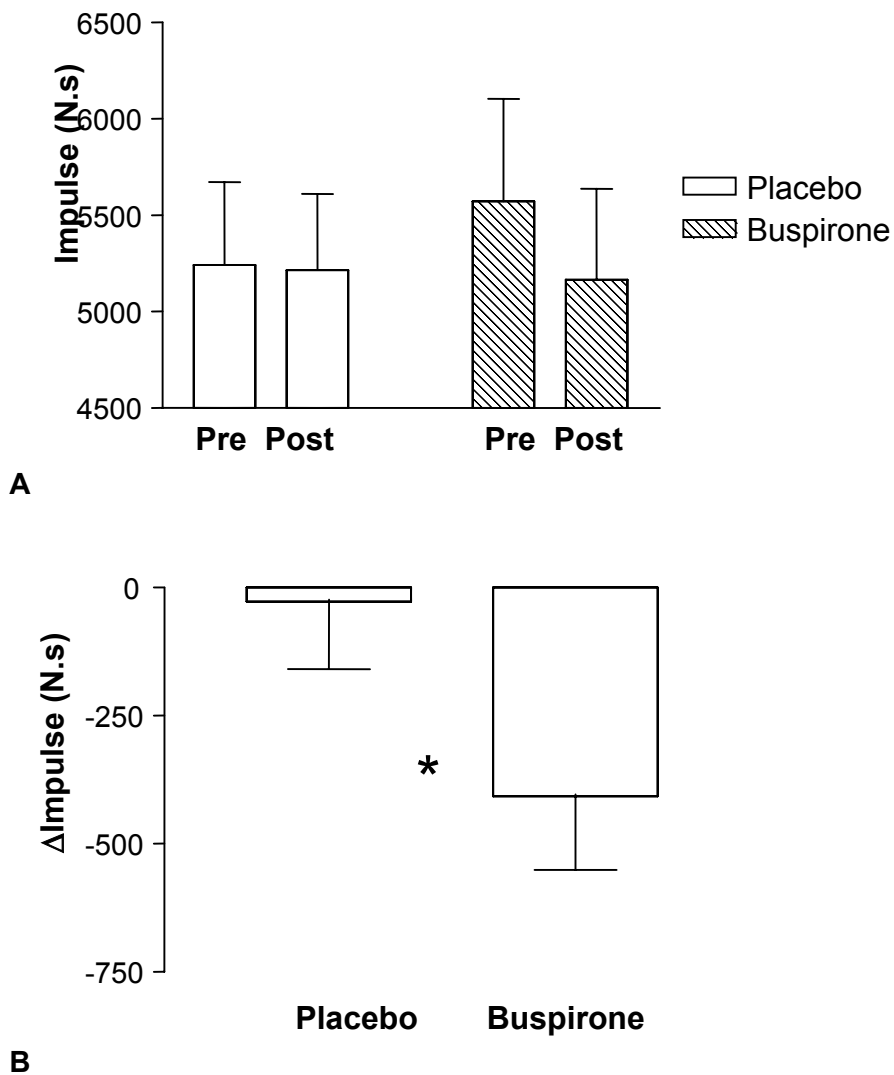 Impulse (N.s)
6500
6000
5500
5000
4500
Pre Post Pre Post
Placebo
Buspirone
A
ΔImpulse (N.s)
0
-250
-500
-750
*
Placebo Buspirone
B